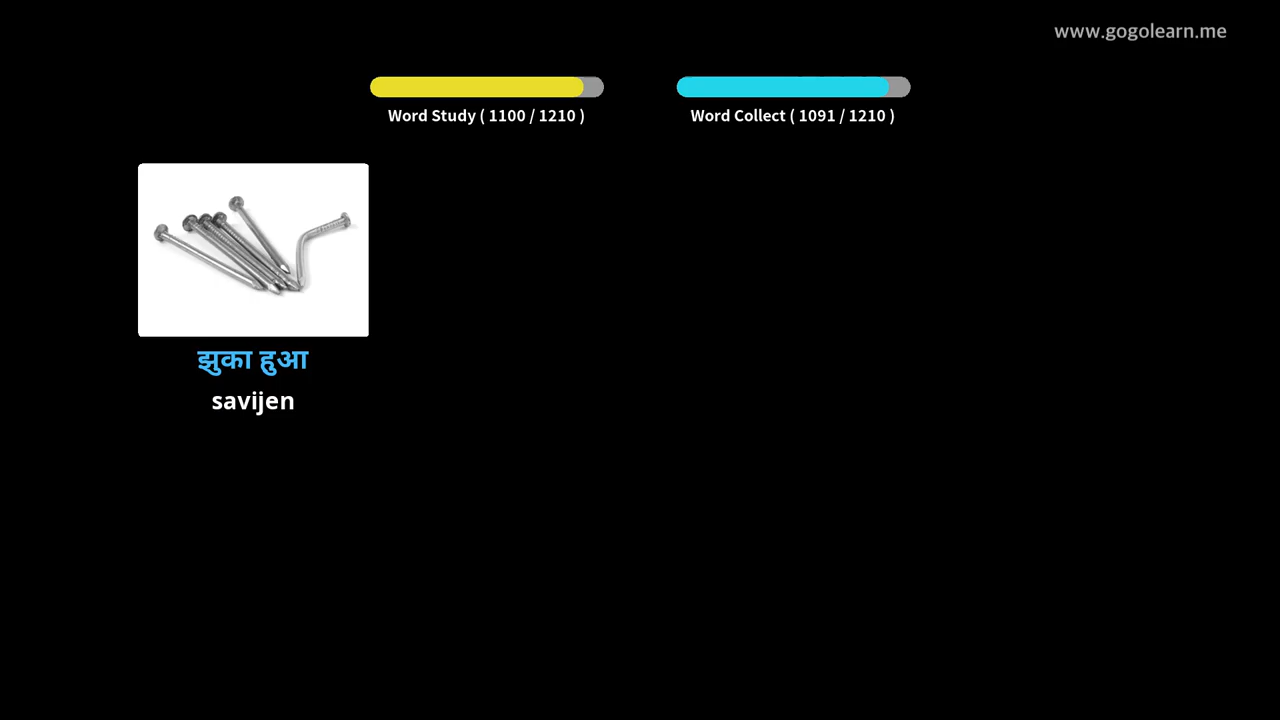 www.gogolearn.me
Word Study ( 1100 / 1210 )
Word Collect ( 1091 / 1210 )
झुका हुआ
savijen